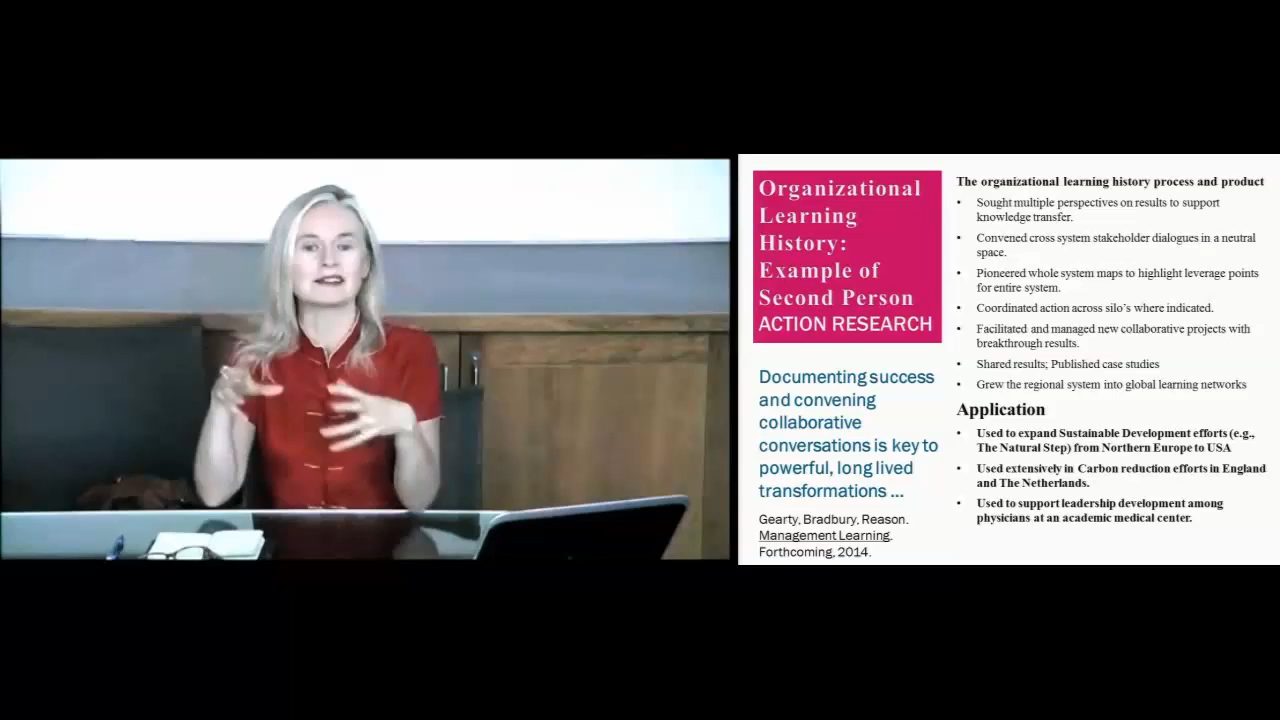 Organizational
Learning
History:
Example of
Second Person
ACTION RESEARCH
Documenting success
and convening
collaborative
conversations is key to
powerful, long lived
transformations ...
Gearty, Bradbury, Reason.
Management Learning.
Forthcoming, 2014.
The organizational learning history process and product
• Sought multiple perspectives on results to support
knowledge transfer.
• Convened cross system stakeholder dialogues in a neutral
space.
• Pioneered whole system maps to highlight leverage points
for entire system.
• Coordinated action across silo's where indicated.
• Facilitated and managed new collaborative projects with
breakthrough results.
• Shared results; Published case studies
• Grew the regional system into global learning networks
Application
• Used to expand Sustainable Development efforts (e.g.,
The Natural Step) from Northern Europe to USA
• Used extensively in Carbon reduction efforts in England
and The Netherlands.
• Used to support leadership development among
physicians at an academic medical center.